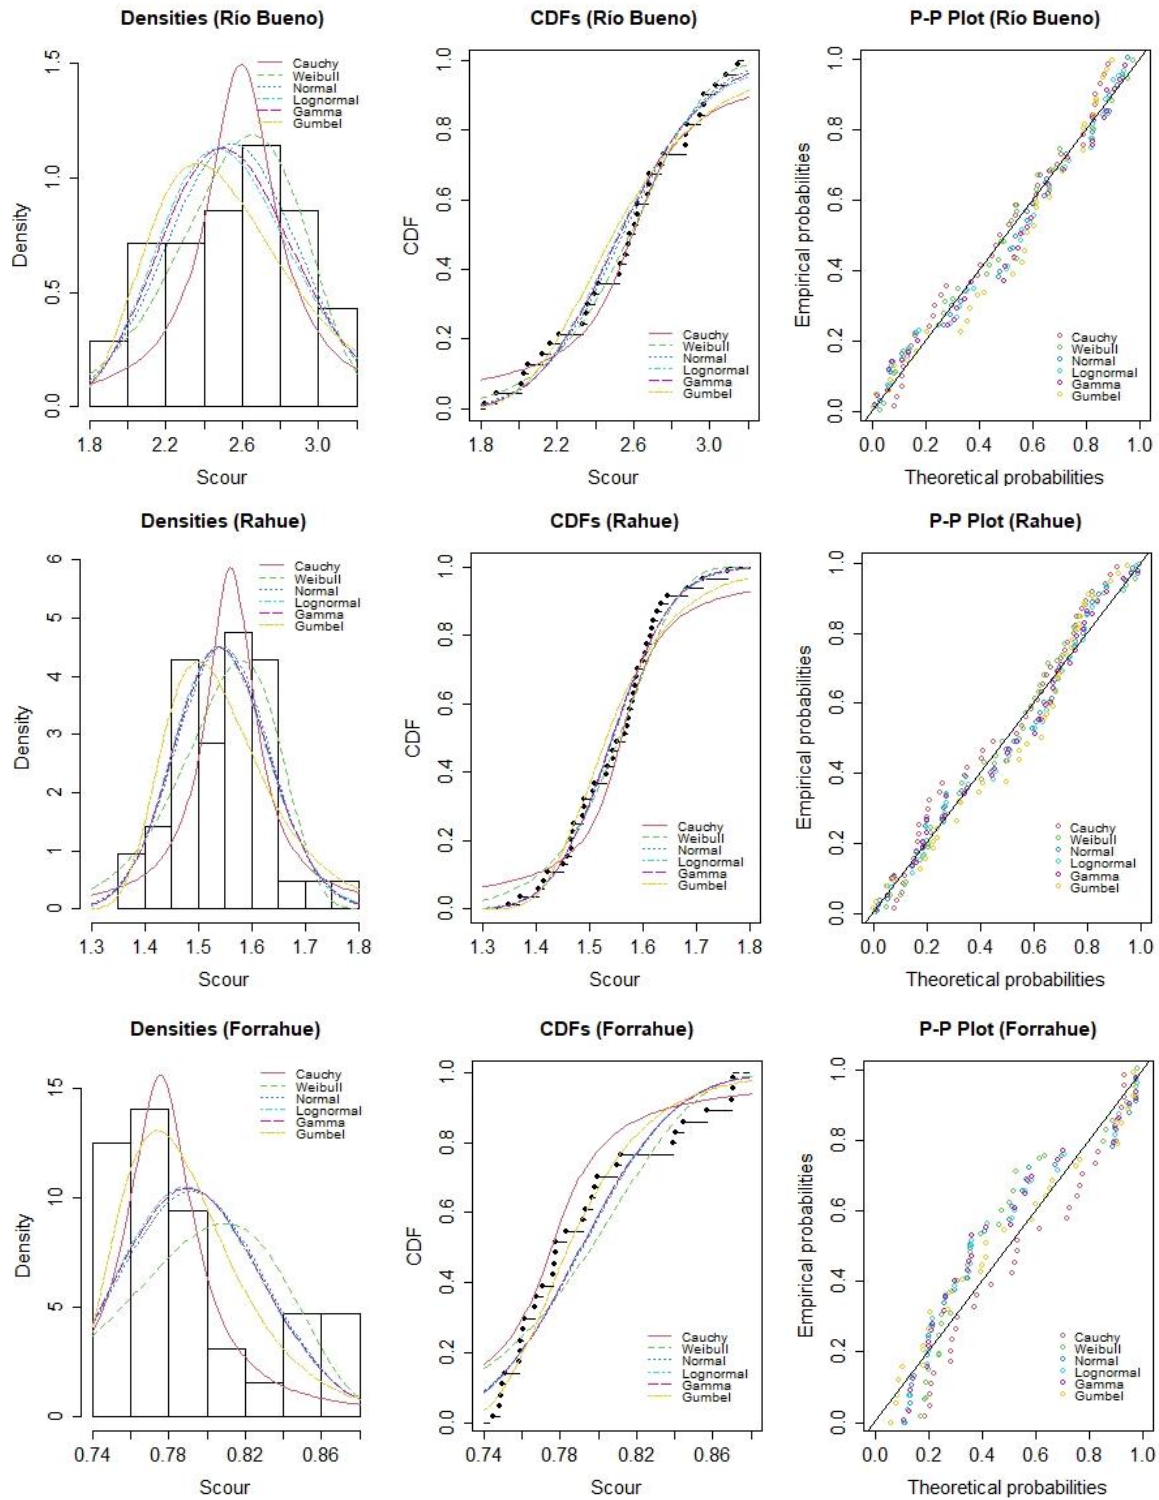 Densities (Río Bueno)
Density
0.0 0.5 1.0 1.5
Cauchy
Weibull
Normal
Lognormal
Gamma
Gumbel
1.8 2.2 2.6 3.0
Scour
CDFs (Río Bueno)
CDF
0.0 0.2 0.4 0.6 0.8 1.0
Cauchy
Weibull
Normal
Lognormal
Gamma
Gumbel
1.8 2.2 2.6 3.0
Scour
P-P Plot (Río Bueno)
Empirical probabilities
0.0 0.2 0.4 0.6 0.8 1.0
Cauchy
Weibull
Normal
Lognormal
Gamma
Gumbel
0.0 0.2 0.4 0.6 0.8 1.0
Theoretical probabilities
Densities (Rahue)
Density
0 1 2 3 4 5 6
Cauchy
Weibull
Normal
Lognormal
Gamma
Gumbel
1.3 1.4 1.5 1.6 1.7 1.8
Scour
CDFs (Rahue)
CDF
0.0 0.2 0.4 0.6 0.8 1.0
Cauchy
Weibull
Normal
Lognormal
Gamma
Gumbel
1.3 1.4 1.5 1.6 1.7 1.8
Scour
P-P Plot (Rahue)
Empirical probabilities
0.0 0.2 0.4 0.6 0.8 1.0
Cauchy
Weibull
Normal
Lognormal
Gamma
Gumbel
0.0 0.2 0.4 0.6 0.8 1.0
Theoretical probabilities
Densities (Forrahue)
Density
0 5 10 15
Cauchy
Weibull
Normal
Lognormal
Gamma
Gumbel
0.74 0.78 0.82 0.86
Scour
CDFs (Forrahue)
CDF
0.0 0.2 0.4 0.6 0.8 1.0
Cauchy
Weibull
Normal
Lognormal
Gamma
Gumbel
0.74 0.78 0.82 0.86
Scour
P-P Plot (Forrahue)
Empirical probabilities
0.0 0.2 0.4 0.6 0.8 1.0
Cauchy
Weibull
Normal
Lognormal
Gamma
Gumbel
0.0 0.2 0.4 0.6 0.8 1.0
Theoretical probabilities